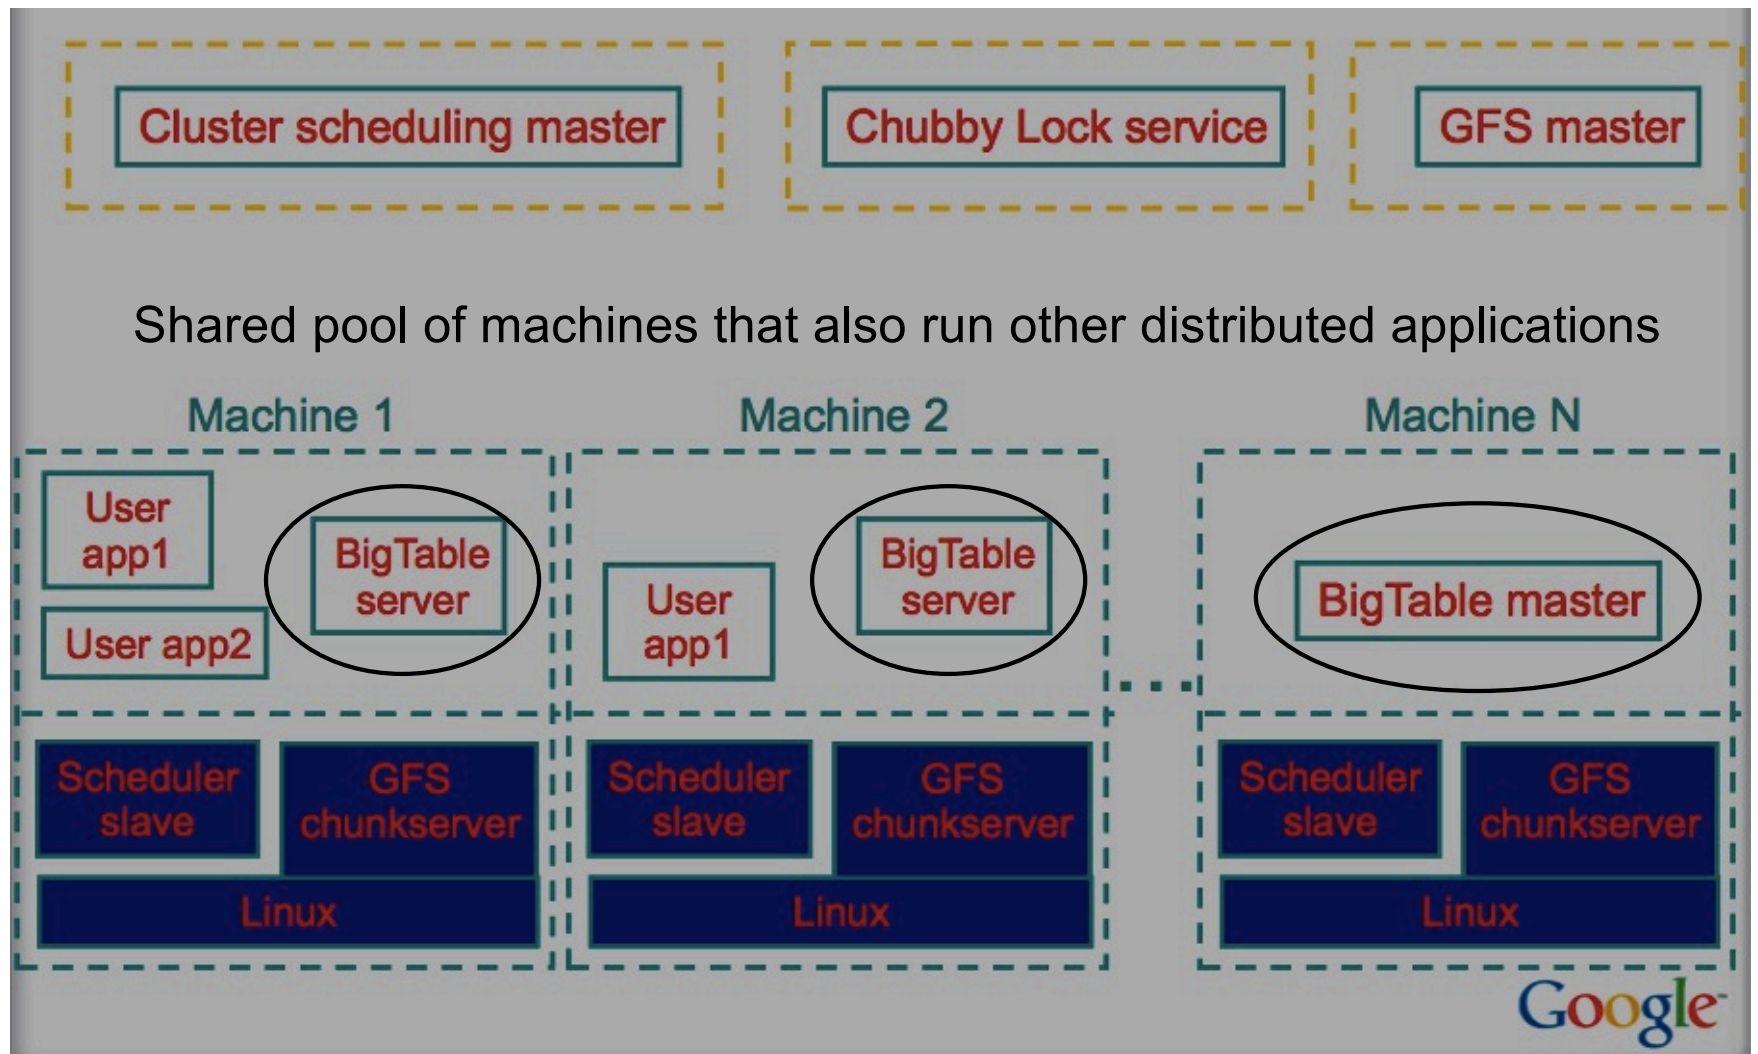 Cluster scheduling master
Chubby Lock service
GFS master
Shared pool of machines that also run other distributed applications
Machine 1
Machine 2
Machine N
User
app1
User app2
BigTable
server
User
app1
BigTable
server
...
BigTable master
Scheduler
slave
GFS
chunkserver
Linux
Scheduler
slave
GFS
chunkserver
Linux
Scheduler
slave
GFS
chunkserver
Linux
Google